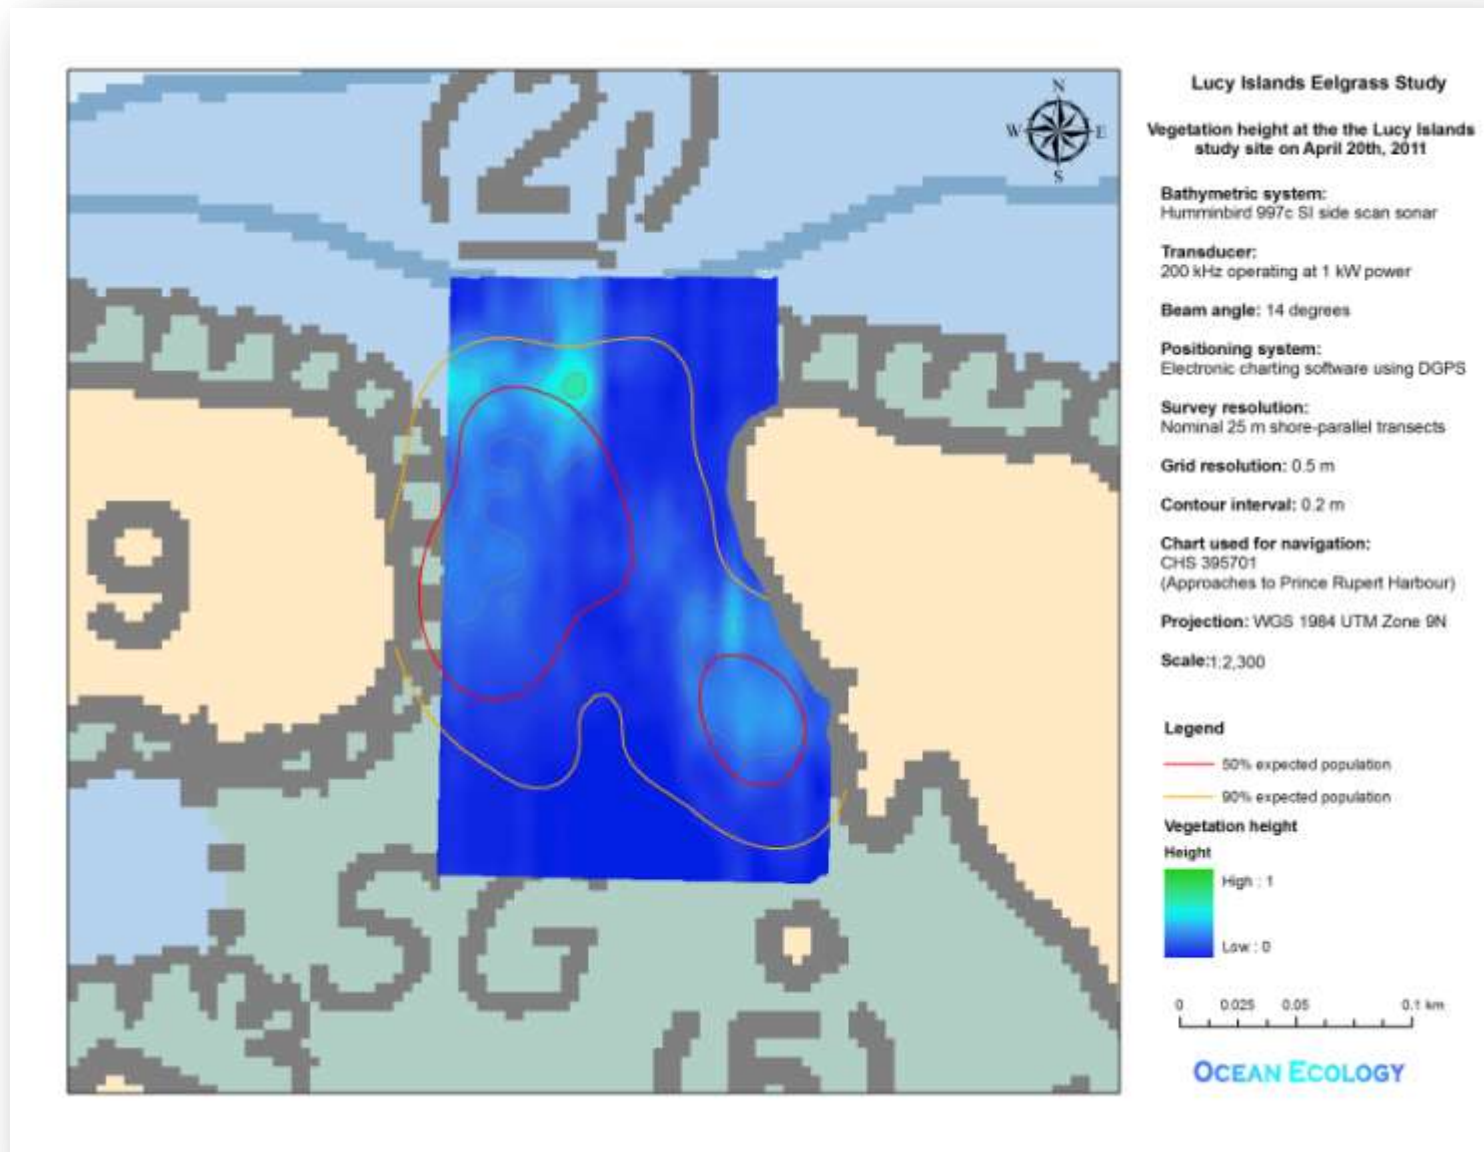 (2)
9
SG
(5)
N
W E
S
Lucy Islands Eelgrass Study
Vegetation height at the the Lucy Islands
study site on April 20th, 2011
Bathymetric system:
Humminbird 997c SI side scan sonar
Transducer:
200 kHz operating at 1 kW power
Beam angle: 14 degrees
Positioning system:
Electronic charting software using DGPS
Survey resolution:
Nominal 25 m shore-parallel transects
Grid resolution: 0.5 m
Contour interval: 0.2 m
Chart used for navigation:
CHS 395701
(Approaches to Prince Rupert Harbour)
Projection: WGS 1984 UTM Zone 9N
Scale:1:2,300
Legend
50% expected population
90% expected population
Vegetation height
Height
High : 1
Low : 0
0 0.025 0.05 0.1 km
OCEAN ECOLOGY